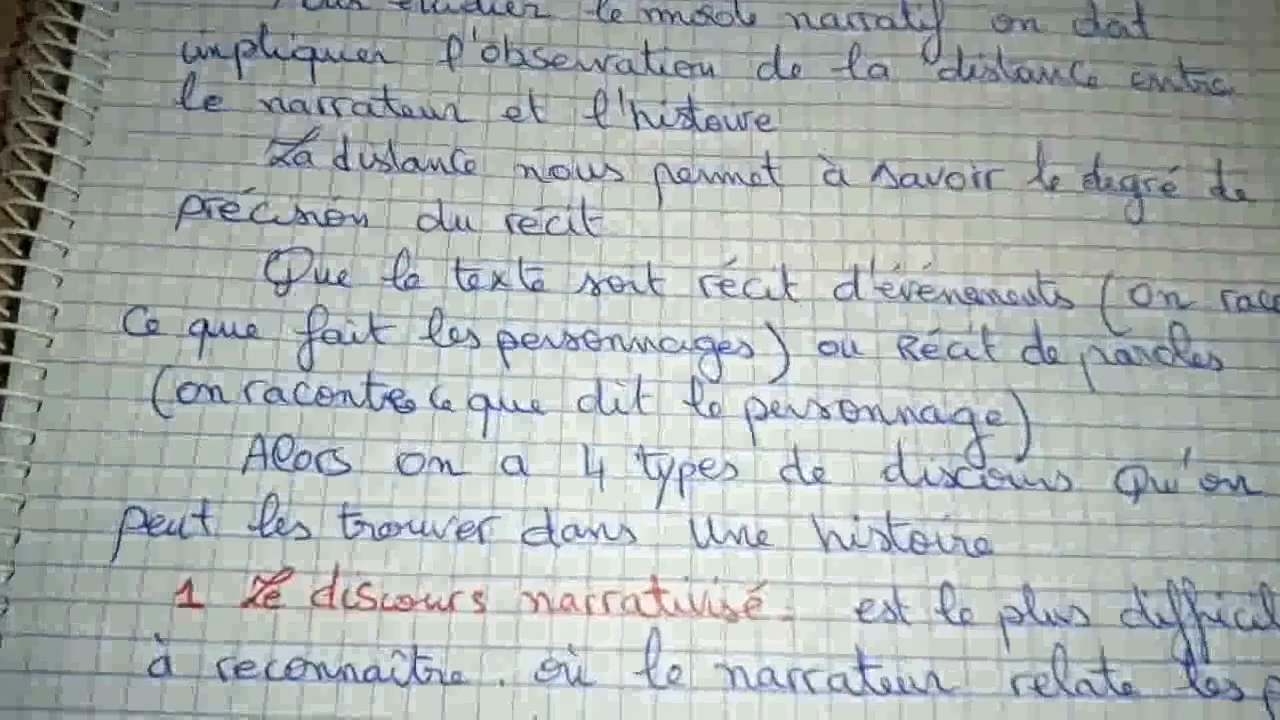 étudier le mode narratif on doit
impliquer l'observation de la distance entre
le narrateur et l'histoire
La distance nous permet à savoir le degré de
précision du récit
Que le texte soit récit d'événements (on rac
ce que fait les personnages) ou Récit de paroles
(on raconte ce que dit le personnage)
Alors on a 4 types de discours Qu'on
peut les trouver dans une histoire
1 Le discours narrativisé. est le plus difficil
à reconnaître. où le narrateur relate les p